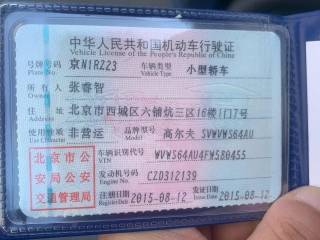 中华人民共和国机动车行驶证
Vehicle License of the People's Republic of China
号牌号码 京N1RZ23 车辆类型 小型轿车
Plate No. Vehicle Type
所有人 张睿智
Owner
住址 北京市西城区六铺炕三区16楼1门7号
Address
使用性质 非营运 品牌型号 高尔夫 SVWVWS64AU
Use Character Model
北京市公安局公安交通管理局
车辆识别代号 WVWS64AU4FWS80455
VIN
发动机号码 CZD312139
Engine No.
注册日期 2015-08-12 发证日期 2015-08-12
Register Date Issue Date